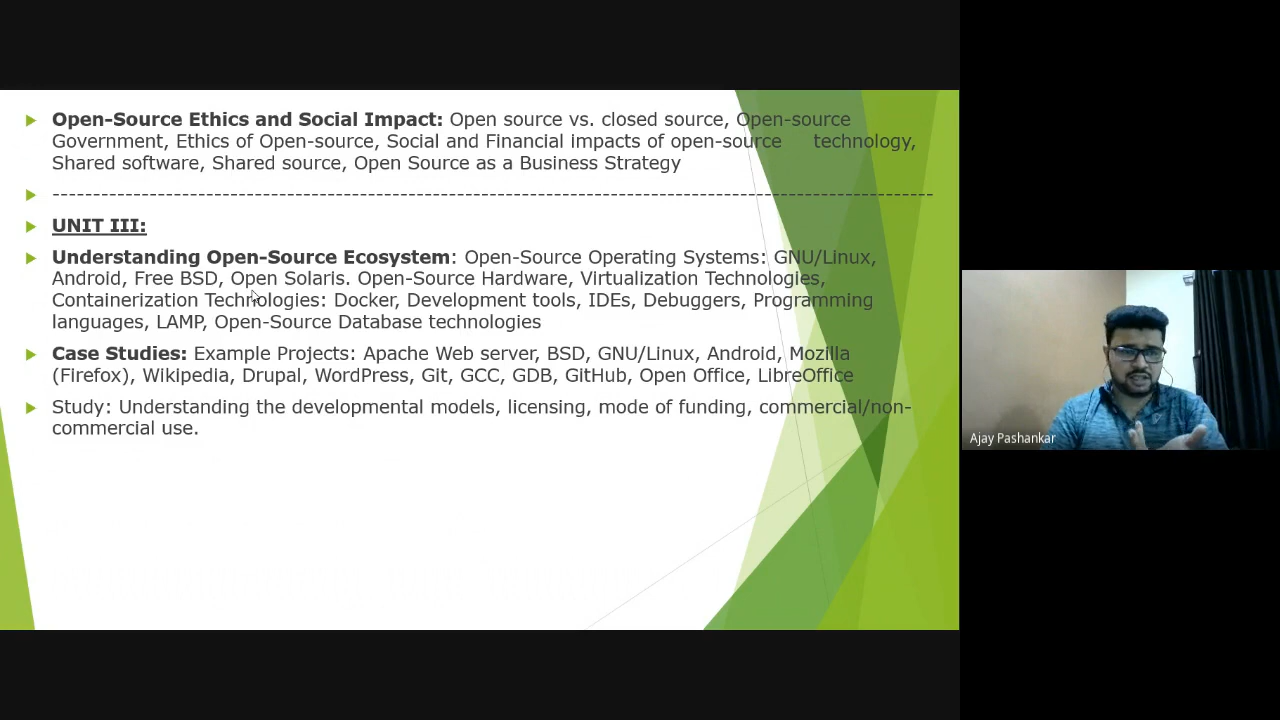 Open-Source Ethics and Social Impact: Open source vs. closed source, Open-source
Government, Ethics of Open-source, Social and Financial impacts of open-source technology,
Shared software, Shared source, Open Source as a Business Strategy
--------------------------------------------------------------------------------------------------------------
UNIT III:
Understanding Open-Source Ecosystem: Open-Source Operating Systems: GNU/Linux,
Android, Free BSD, Open Solaris. Open-Source Hardware, Virtualization Technologies,
Containerization Technologies: Docker, Development tools, IDEs, Debuggers, Programming
languages, LAMP, Open-Source Database technologies
Case Studies: Example Projects: Apache Web server, BSD, GNU/Linux, Android, Mozilla
(Firefox), Wikipedia, Drupal, WordPress, Git, GCC, GDB, GitHub, Open Office, LibreOffice
Study: Understanding the developmental models, licensing, mode of funding, commercial/non-
commercial use.
Ajay Pashankar